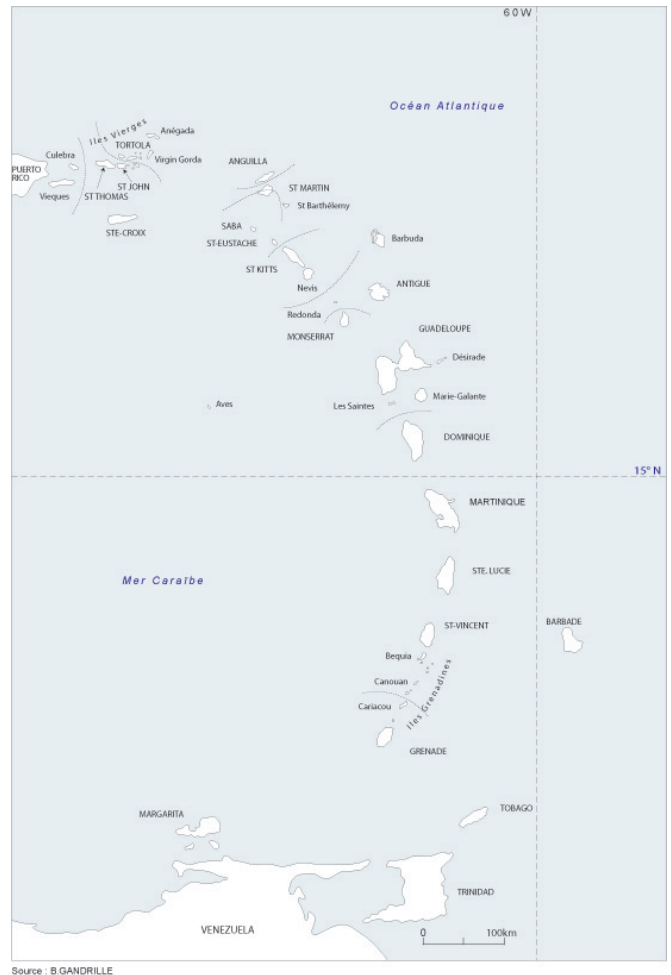 60W
Océan Atlantique
Iles Vierges
Anégada
TORTOLA
Culebra
Virgin Gorda
PUERTO
RICO
ST JOHN
Vieques
ST THOMAS
STE-CROIX
ANGUILLA
ST MARTIN
St Barthélemy
SABA
ST-EUSTACHE
Barbuda
ST KITTS
Nevis
ANTIGUE
Redonda
MONSERRAT
GUADELOUPE
Désirade
Marie-Galante
Les Saintes
Aves
DOMINIQUE
15° N
MARTINIQUE
Mer Caraïbe
STE. LUCIE
ST-VINCENT
BARBADE
Bequia
Canouan
Iles Grenadines
Cariacou
GRENADE
MARGARITA
TOBAGO
TRINIDAD
VENEZUELA
0 100km
Source : B.GANDRILLE